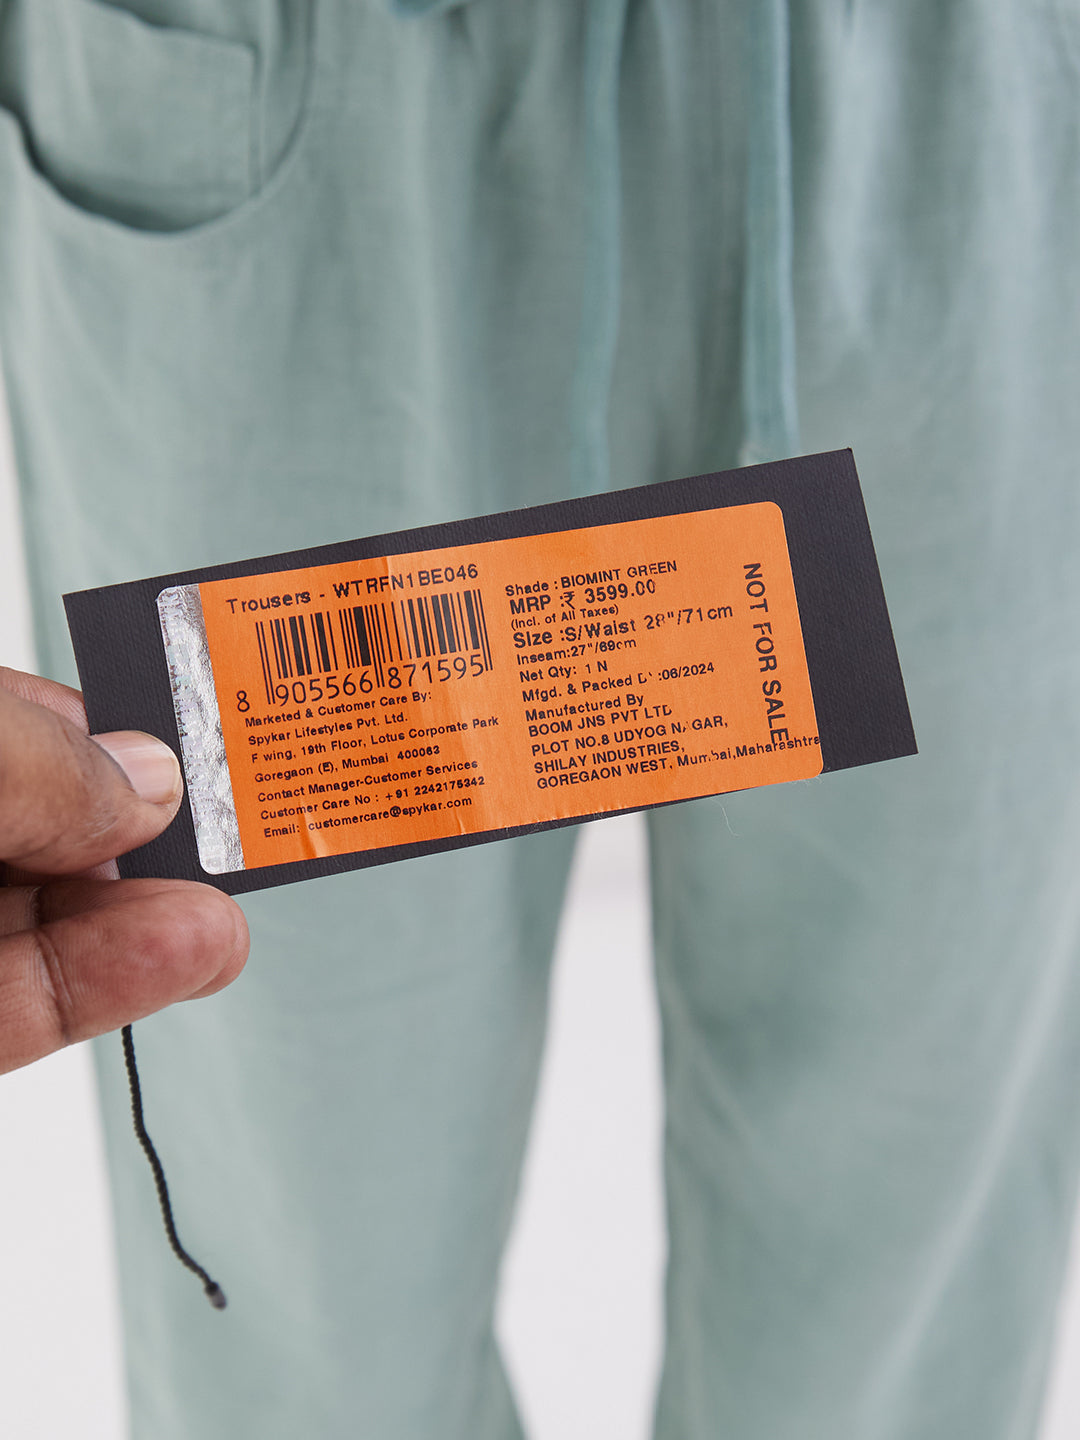 Trousers - WTRFN1BE046
8 905566 871595
Marketed & Customer Care By:
Spykar Lifestyles Pvt. Ltd.
F wing, 19th Floor, Lotus Corporate Park
Goregaon (E), Mumbai 400063
Contact Manager-Customer Services
Customer Care No : +91 2242175342
Email: customercare@spykar.com
Shade : BIOMINT GREEN
MRP :₹ 3599.00
(Incl. of All Taxes)
Size :S/Waist 28"/71cm
Inseam:27"/69cm
Net Qty: 1 N
Mfgd. & Packed :06/2024
Manufactured By
BOOM JNS PVT LTD
PLOT NO.8 UDYOG NAGAR,
SHILAY INDUSTRIES,
GOREGAON WEST, Mumbai,Maharashtra
NOT FOR SALE